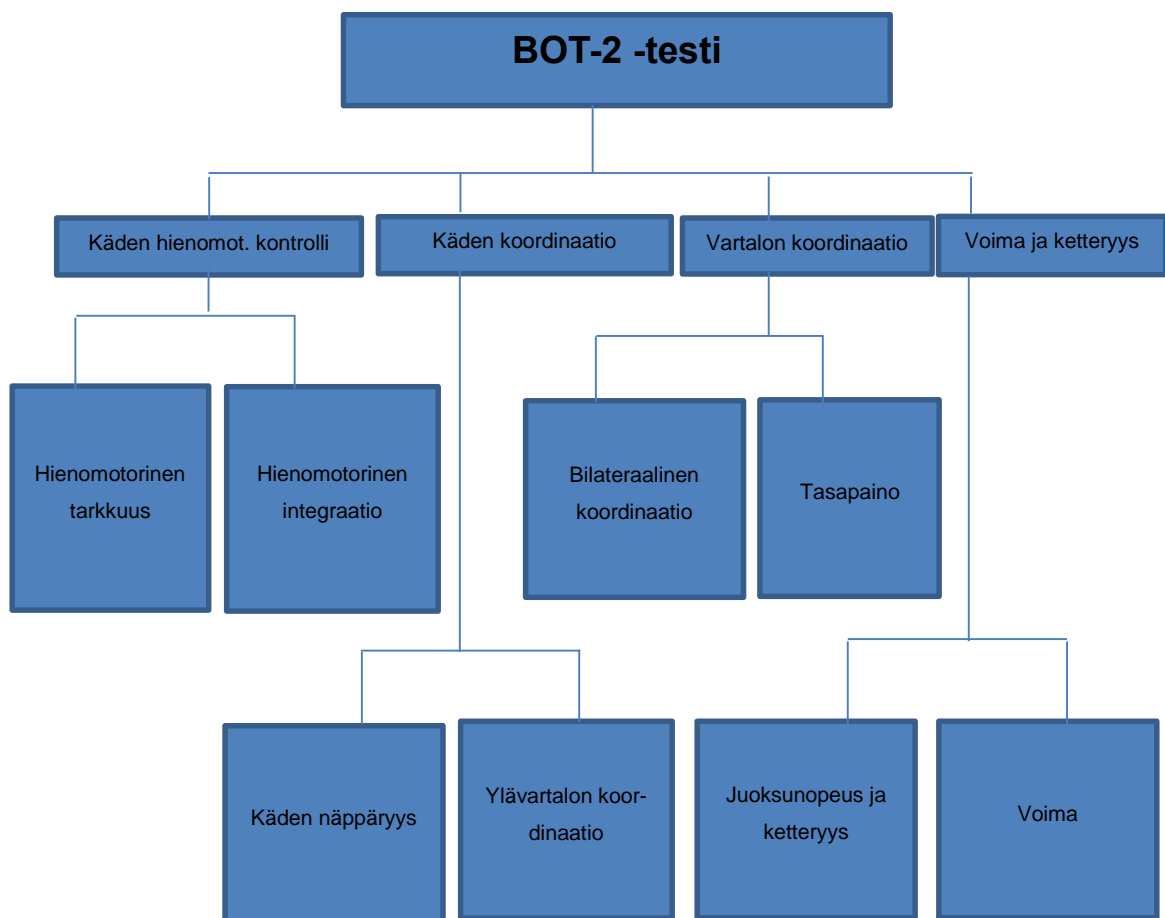 BOT-2 -testi
Käden hienomot. kontrolli
Käden koordinaatio
Vartalon koordinaatio
Voima ja ketteryys
Hienomotorinen
tarkkuus
Hienomotorinen
integraatio
Bilateraalinen
koordinaatio
Tasapaino
Käden näppäryys
Ylävartalon koor-
dinaatio
Juoksunopeus ja
ketteryys
Voima